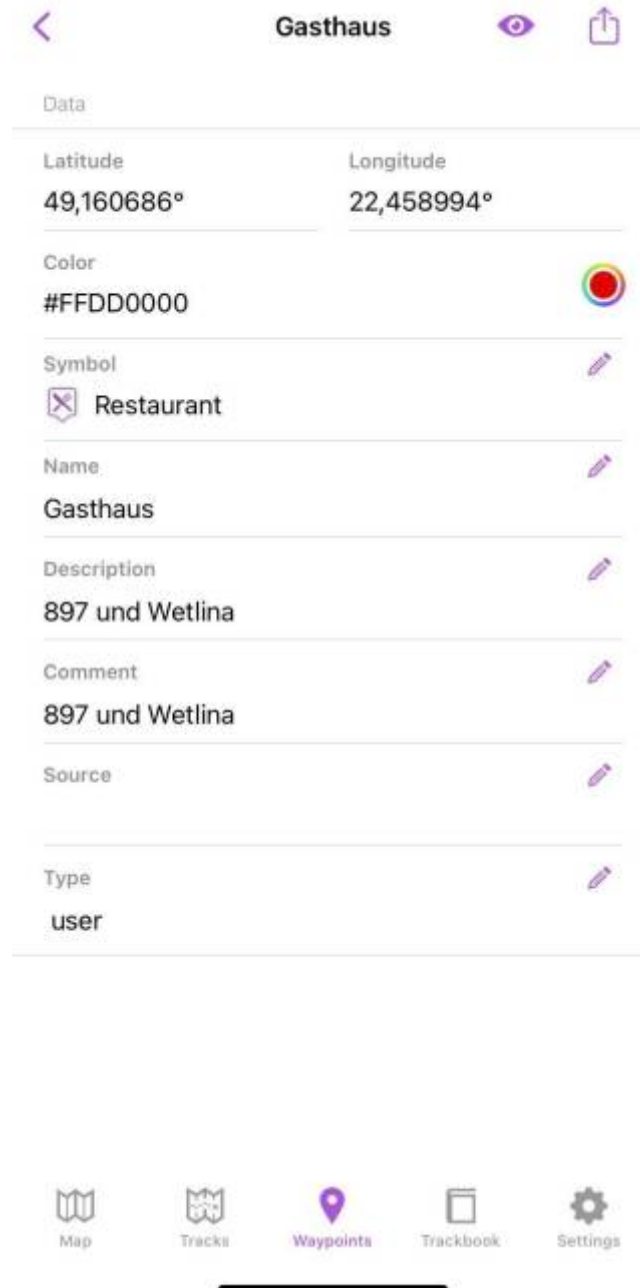 Gasthaus
Data
Latitude Longitude
49,160686° 22,458994°
Color
#FFDD0000
Symbol
Restaurant
Name
Gasthaus
Description
897 und Wetlina
Comment
897 und Wetlina
Source
Type
user
Map Tracks Waypoints Trackbook Settings